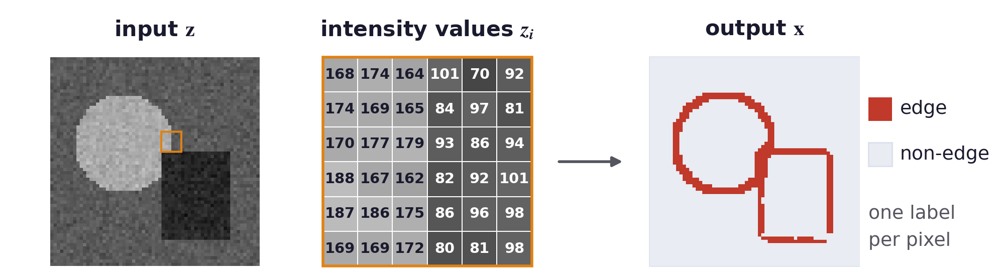 input z
intensity values zᵢ
output x
168 174 164 101 70 92
174 169 165 84 97 81
170 177 179 93 86 94
188 167 162 82 92 101
187 186 175 86 96 98
169 169 172 80 81 98
edge
non-edge
one label
per pixel